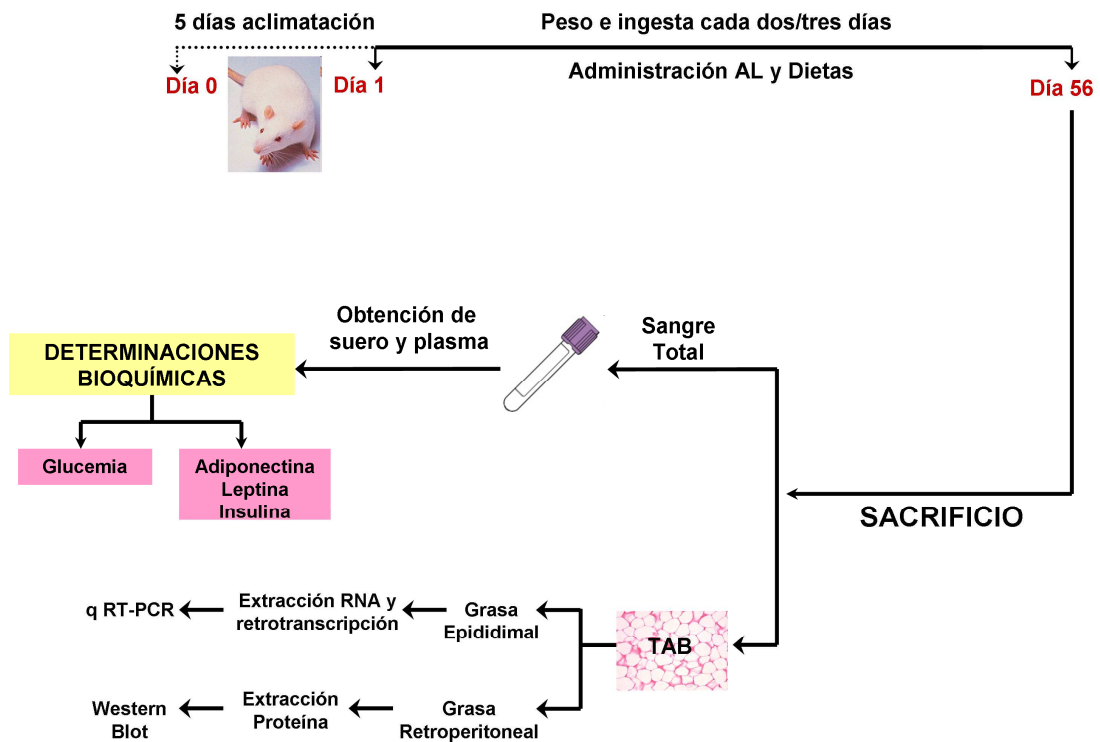 5 días aclimatación
Peso e ingesta cada dos/tres días
Día 0
Día 1
Administración AL y Dietas
Día 56
Obtención de
suero y plasma
Sangre
Total
DETERMINACIONES
BIOQUÍMICAS
Glucemia
Adiponectina
Leptina
Insulina
SACRIFICIO
q RT-PCR
Extracción RNA y
retrotranscripción
Grasa
Epididimal
TAB
Western
Blot
Extracción
Proteína
Grasa
Retroperitoneal